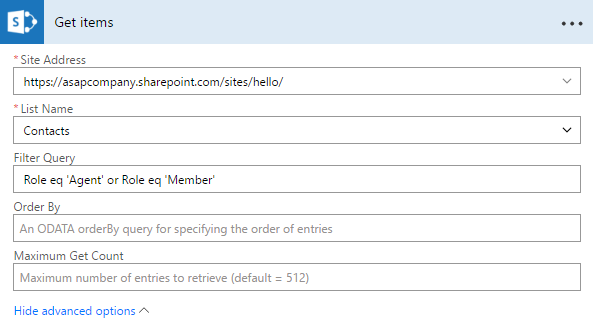 Get items
* Site Address
https://asapcompany.sharepoint.com/sites/hello/
* List Name
Contacts
Filter Query
Role eq 'Agent' or Role eq 'Member'
Order By
An ODATA orderBy query for specifying the order of entries
Maximum Get Count
Maximum number of entries to retrieve (default = 512)
Hide advanced options